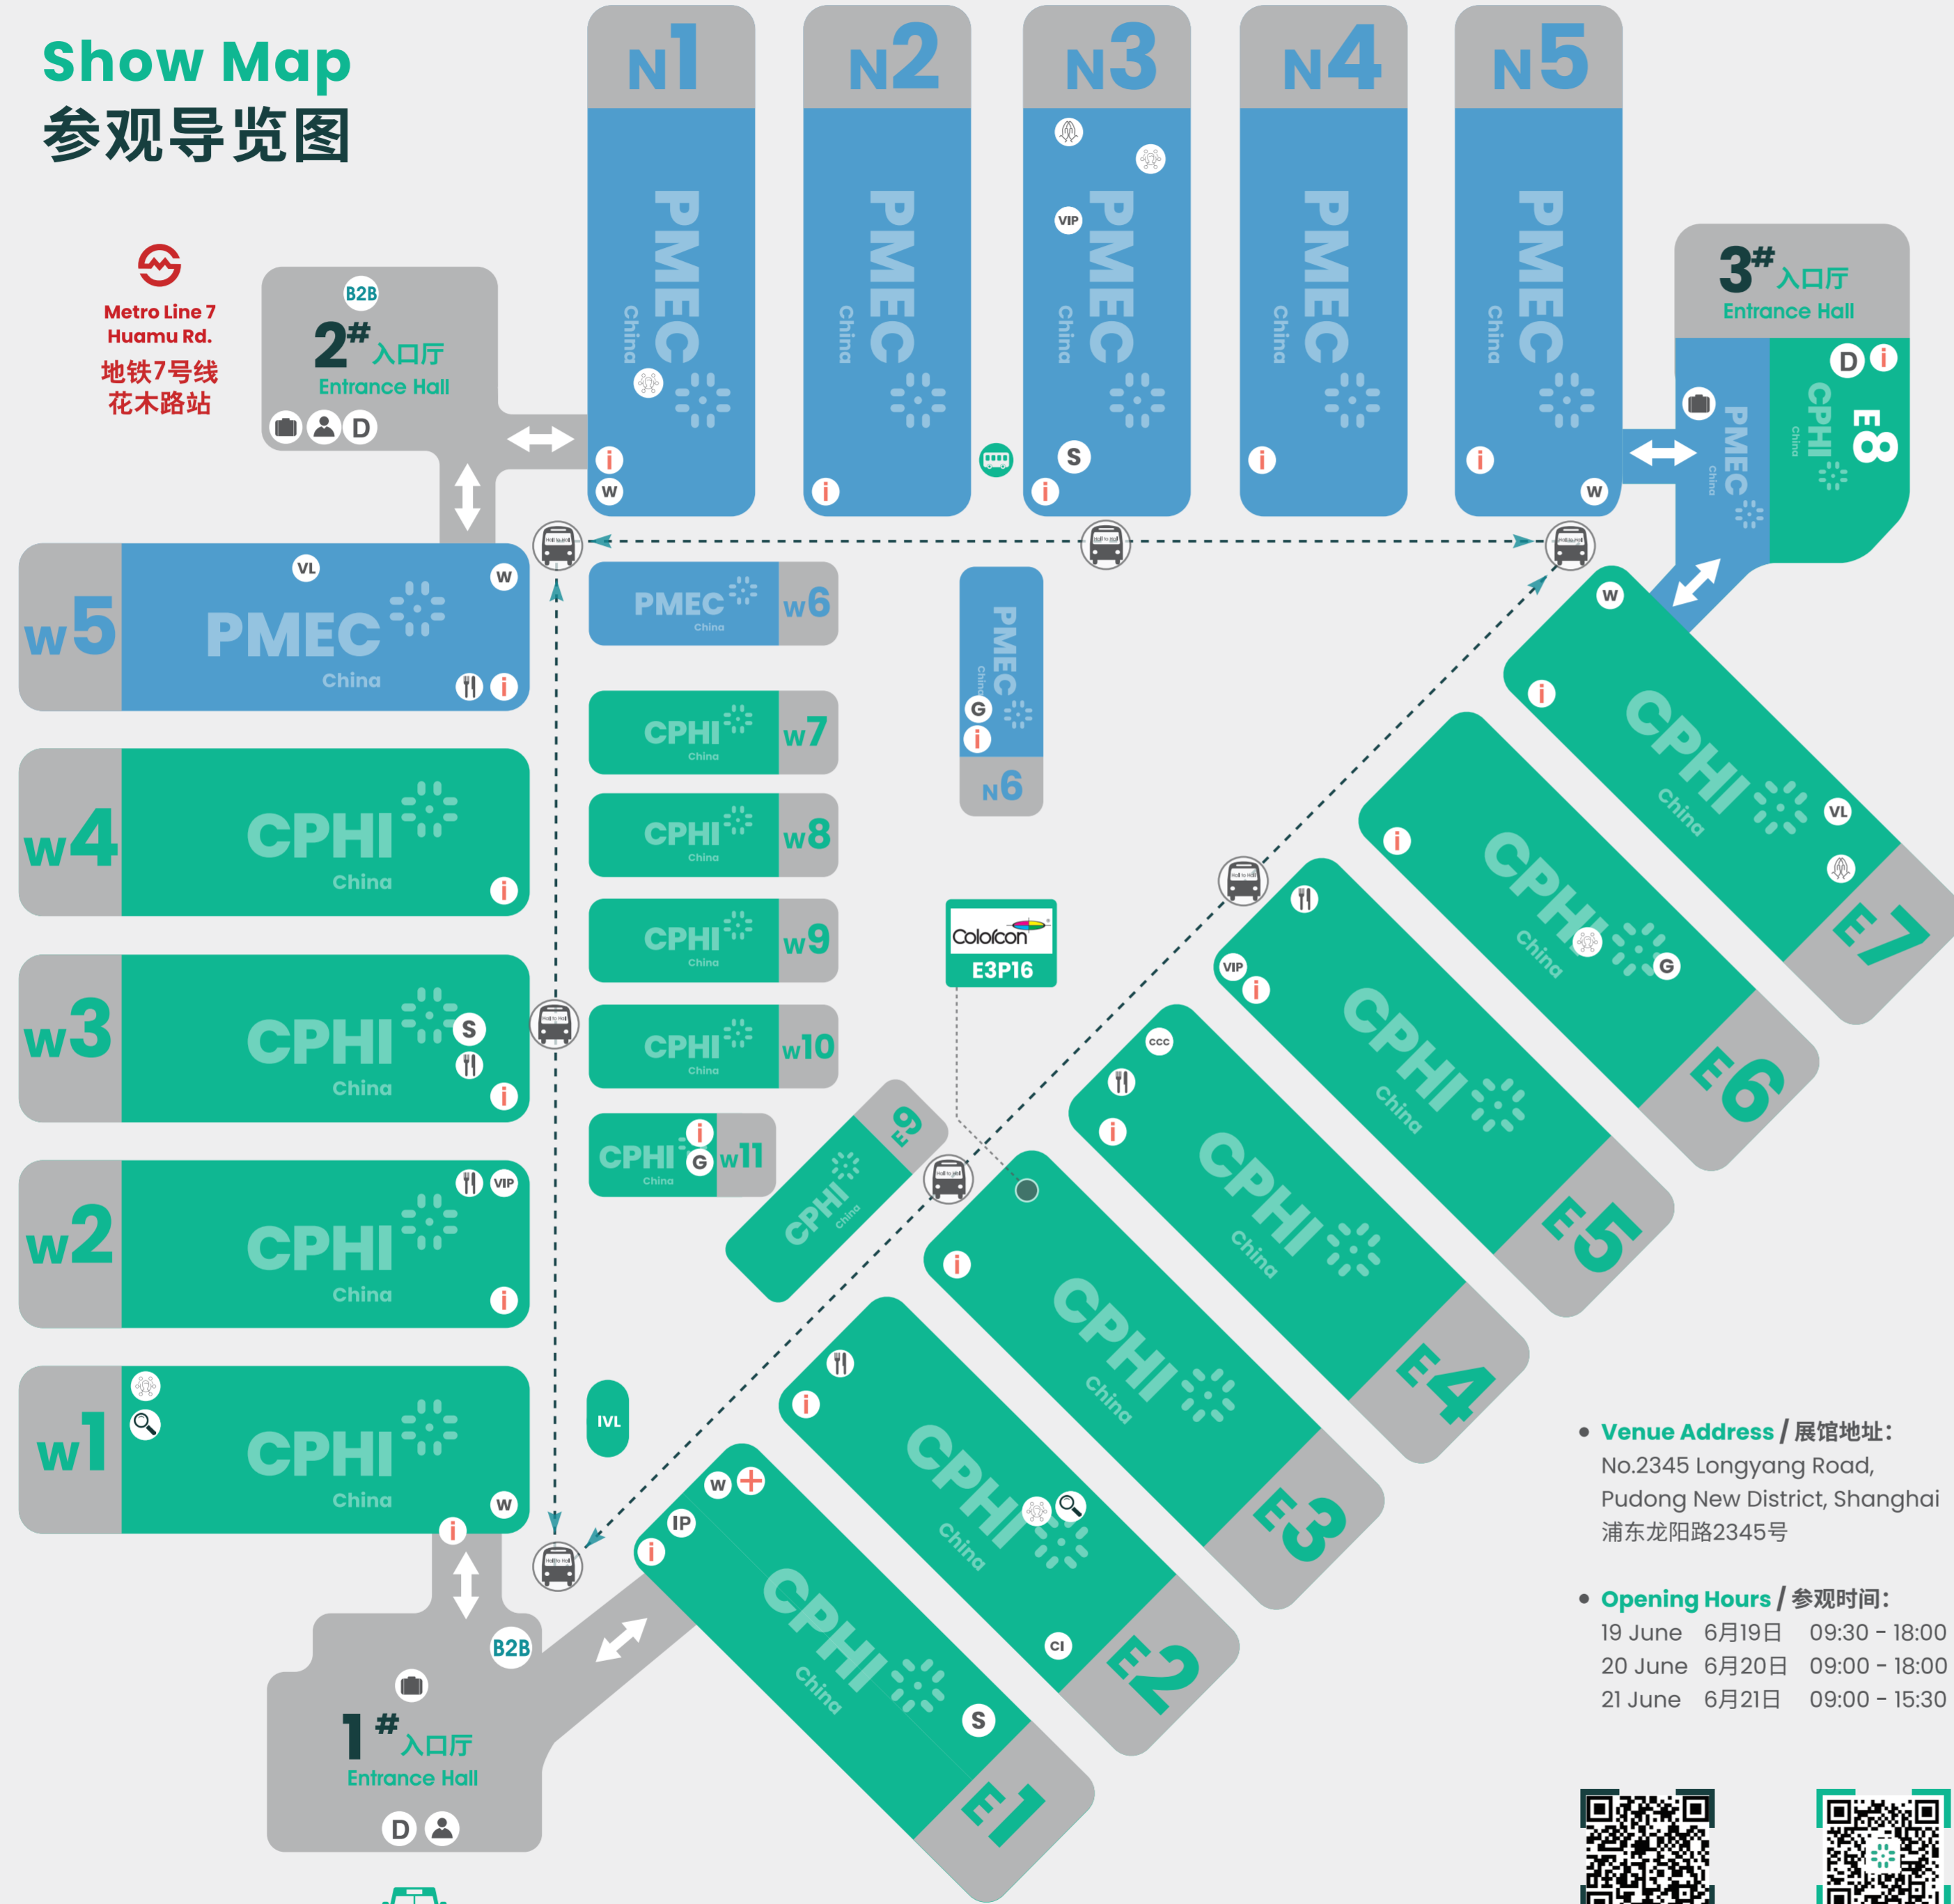 Show Map
参观导览图
Metro Line 7
Huamu Rd.
地铁7号线
花木路站
B2B
2# 入口厅
Entrance Hall
D
N1
PMEC
China
i
W
N2
PMEC
China
i
N3
VIP
PMEC
China
S
i
N4
PMEC
China
i
N5
PMEC
China
i
W
3# 入口厅
Entrance Hall
D
i
PMEC
China
CPHI
China
E8
W5
VL
W
PMEC
China
i
W4
CPHI
China
i
W3
CPHI
China
S
i
W2
VIP
CPHI
China
i
W1
CPHI
China
W
i
PMEC
China
W6
CPHI
China
W7
CPHI
China
W8
CPHI
China
W9
CPHI
China
W10
CPHI
China
i
G
W11
PMEC
China
G
i
N6
Colorcon
E3P16
E9
CPHI
China
W
i
CPHI
China
VL
E7
i
CPHI
China
G
E6
VIP
i
CPHI
China
E5
CCC
i
CPHI
China
E4
i
CPHI
China
E3
i
CPHI
China
CI
E2
W
IP
i
CPHI
China
S
E1
IVL
B2B
1# 入口厅
Entrance Hall
D
Venue Address / 展馆地址:
No.2345 Longyang Road,
Pudong New District, Shanghai
浦东龙阳路2345号
Opening Hours / 参观时间:
19 June 6月19日 09:30 - 18:00
20 June 6月20日 09:00 - 18:00
21 June 6月21日 09:00 - 15:30